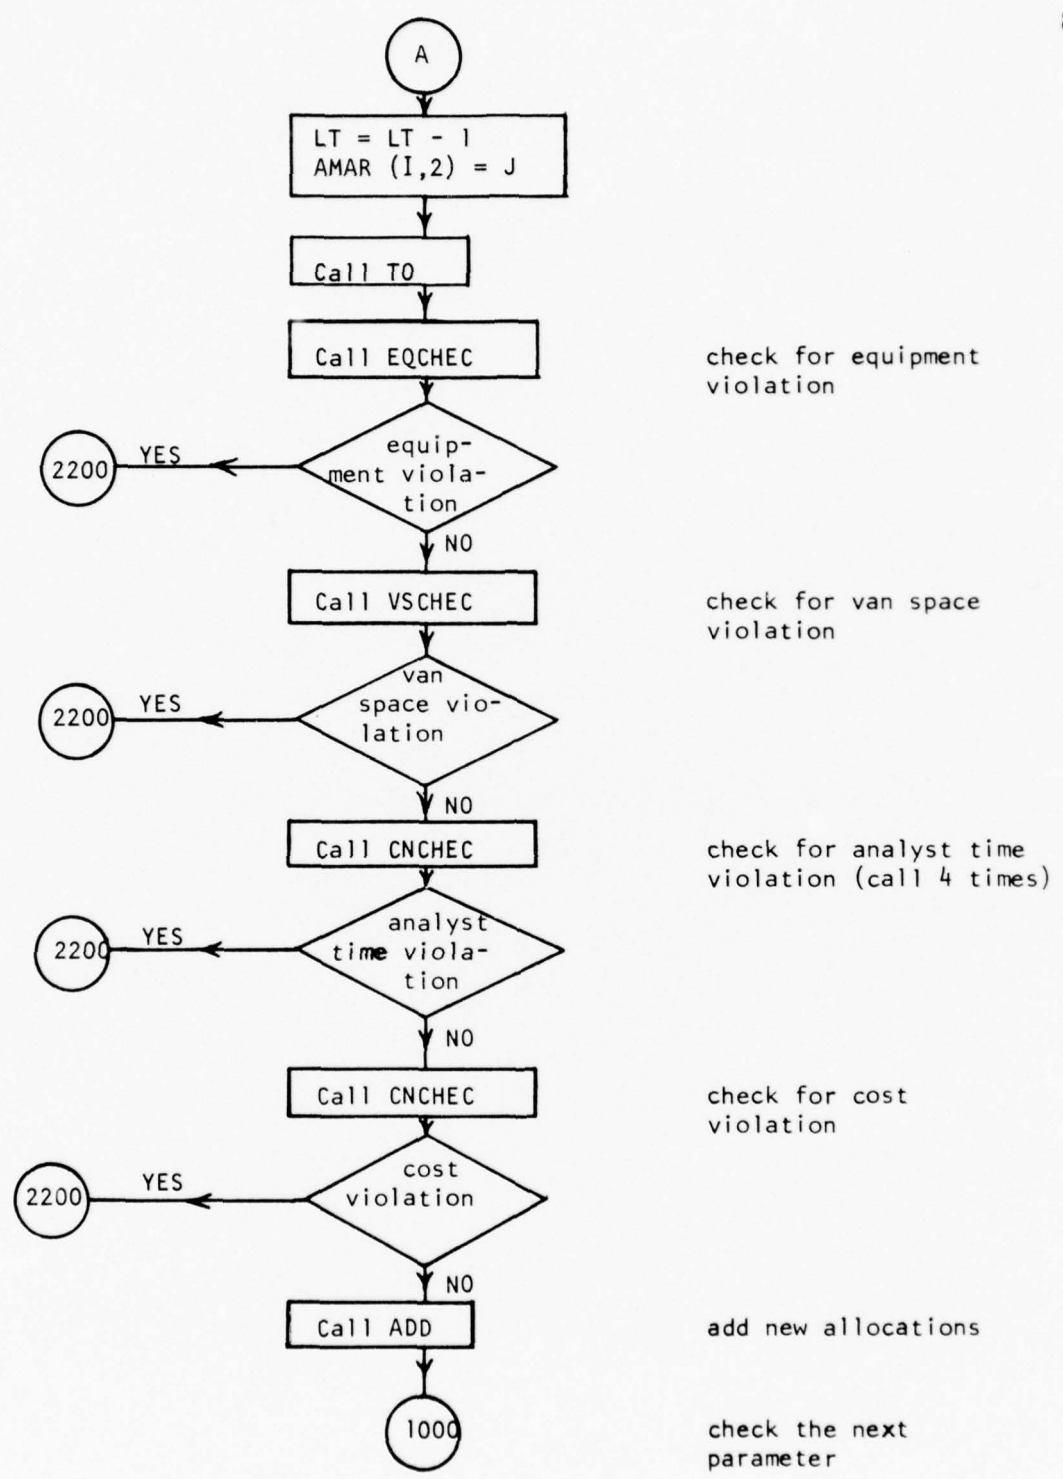 A
LT = LT - 1
AMAR (I,2) = J
Call TO
Call EQCHEC
check for equipment
violation
equip-
ment viola-
tion
YES
2200
NO
Call VSCHEC
check for van space
violation
van
space vio-
lation
YES
2200
NO
Call CNCHEC
check for analyst time
violation (call 4 times)
analyst
time viola-
tion
YES
2200
NO
Call CNCHEC
check for cost
violation
cost
violation
YES
2200
NO
Call ADD
add new allocations
1000
check the next
parameter